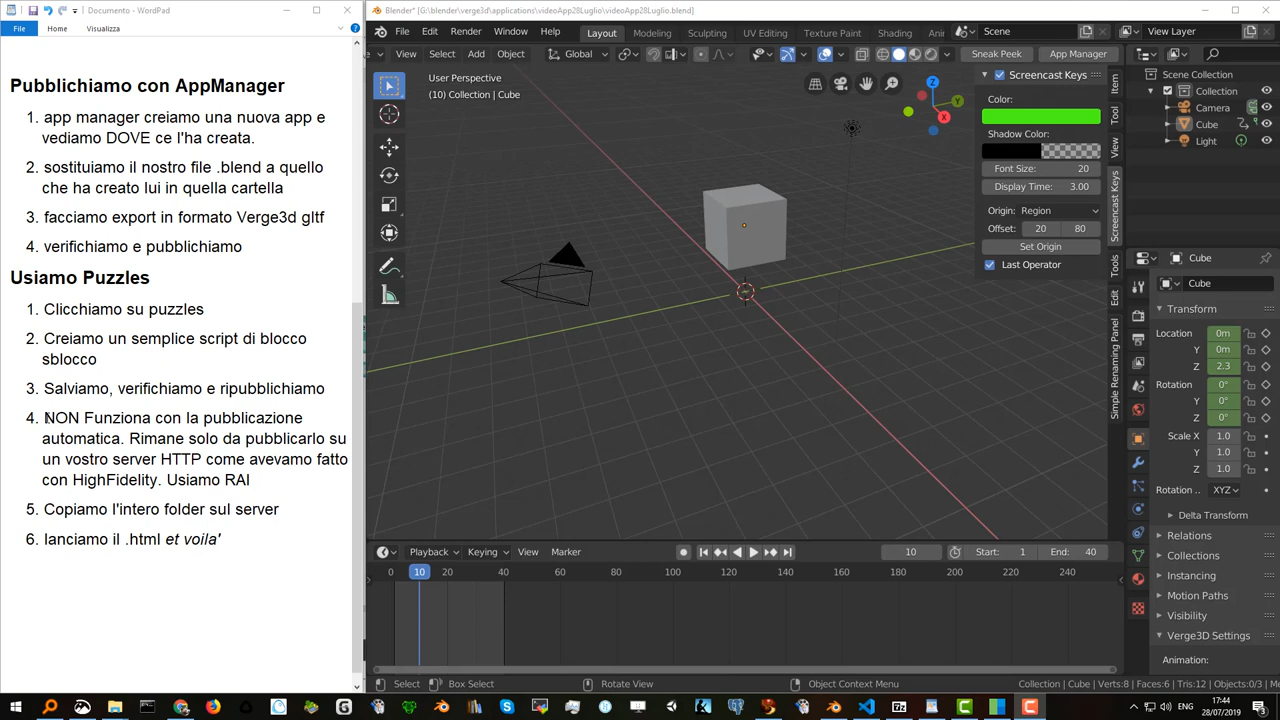 Documento - WordPad
File Home Visualizza
Pubblichiamo con AppManager
1. app manager creiamo una nuova app e
vediamo DOVE ce l'ha creata.
2. sostituiamo il nostro file .blend a quello
che ha creato lui in quella cartella
3. facciamo export in formato Verge3d gltf
4. verifichiamo e pubblichiamo
Usiamo Puzzles
1. Clicchiamo su puzzles
2. Creiamo un semplice script di blocco
sblocco
3. Salviamo, verifichiamo e ripubblichiamo
4. NON Funziona con la pubblicazione
automatica. Rimane solo da pubblicarlo su
un vostro server HTTP come avevamo fatto
con HighFidelity. Usiamo RAI
5. Copiamo l'intero folder sul server
6. lanciamo il .html et voila'
Blender* [G:\blender\verge3d\applications\videoApp28Luglio\videoApp28Luglio.blend]
File Edit Render Window Help Layout Modeling Sculpting UV Editing Texture Paint Shading Ani Scene View Layer
View Select Add Object Global Sneak Peek App Manager
User Perspective
(10) Collection | Cube
Z
Y
X
Screencast Keys
Color:
Shadow Color:
Font Size: 20
Display Time: 3.00
Origin: Region
Offset: 20 80
Set Origin
Last Operator
Item
Tool
View
Screencast Keys
Tools
Edit
Simple Renaming Panel
Scene Collection
Collection
Camera
Cube
Light
Cube
Cube
Transform
Location 0m
Y 0m
Z 2.3
Rotation 0°
Y 0°
Z 0°
Scale X 1.0
Y 1.0
Z 1.0
Rotation .. XYZ
Delta Transform
Relations
Collections
Instancing
Motion Paths
Visibility
Verge3D Settings
Animation:
Playback Keying View Marker 10 Start: 1 End: 40
0 10 20 40 60 80 100 120 140 160 180 200 220 240
Select Box Select Rotate View Object Context Menu Collection | Cube | Verts:8 | Faces:6 | Tris:12 | Objects:0/3 | M
ENG 17:44
28/07/2019